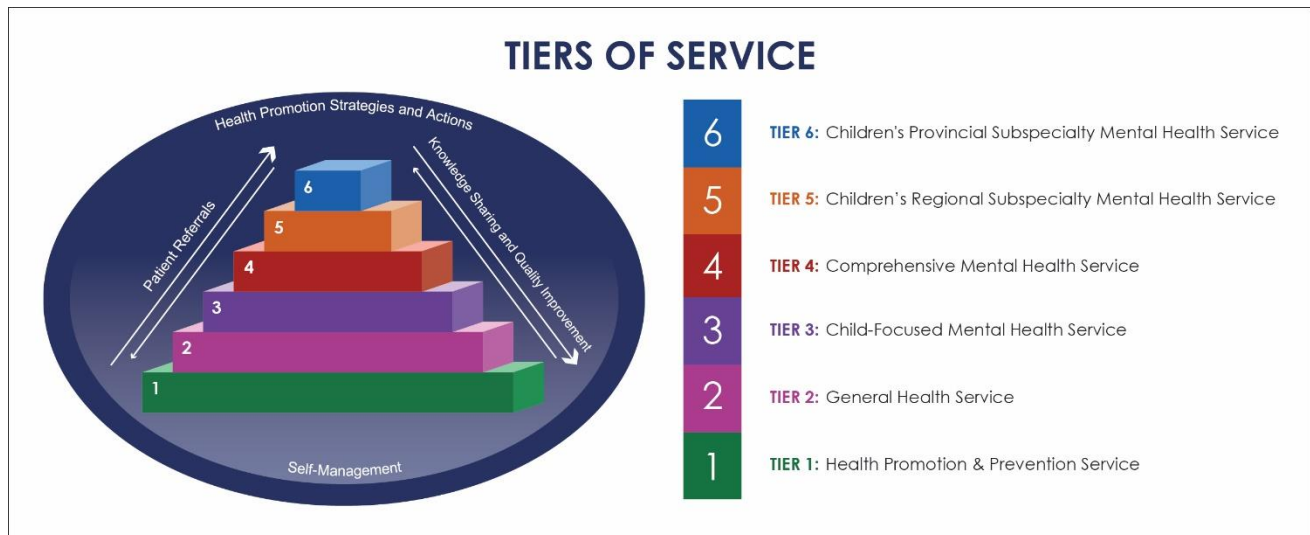 TIERS OF SERVICE
Health Promotion Strategies and Actions
Patient Referrals
Knowledge Sharing and Quality Improvement
6
5
4
3
2
1
Self-Management
6 TIER 6: Children's Provincial Subspecialty Mental Health Service
5 TIER 5: Children’s Regional Subspecialty Mental Health Service
4 TIER 4: Comprehensive Mental Health Service
3 TIER 3: Child-Focused Mental Health Service
2 TIER 2: General Health Service
1 TIER 1: Health Promotion & Prevention Service